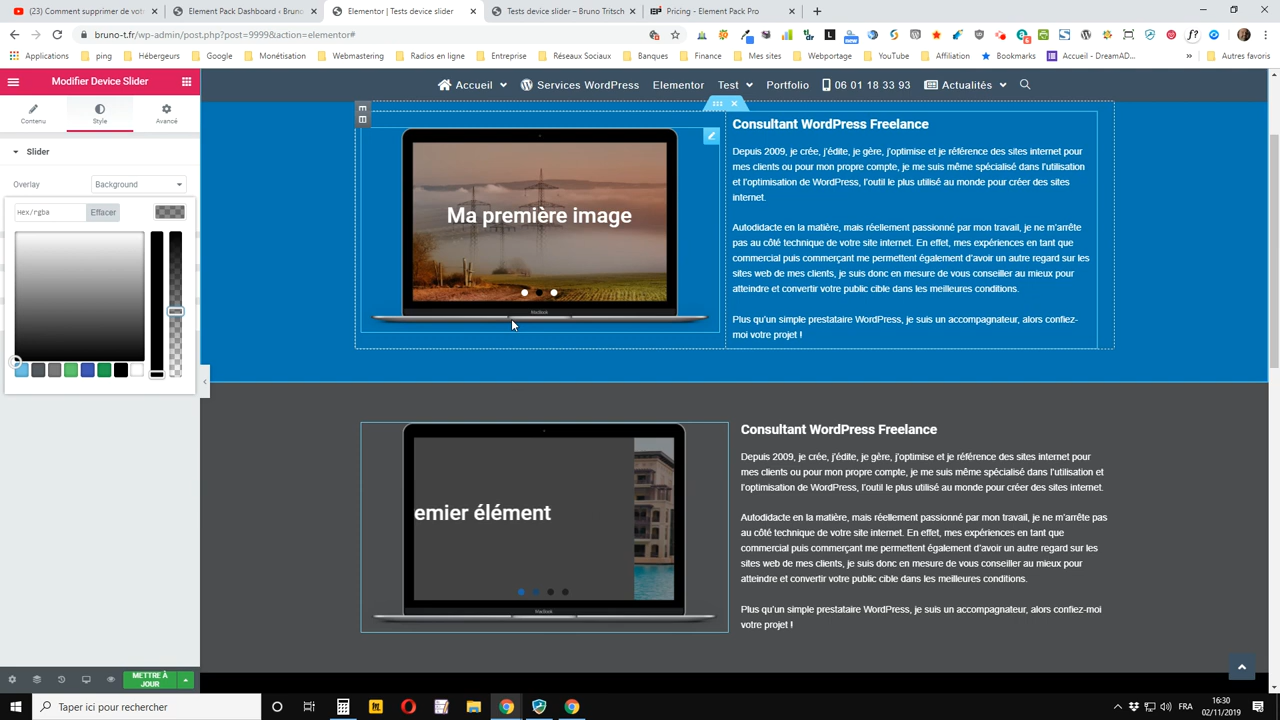 (23) Comment supprimer de vot
Element Pack Dashboard ‹ Bruno
Elementor | Tests device slider
Tests device slider – Bruno Tritsch
Pricing - Element Pack Pro
bruno-t.fr/wp-admin/post.php?post=9999&action=elementor#
Applications
ping
Hébergeurs
Google
Monétisation
Webmastering
Radios en ligne
Entreprise
Réseaux Sociaux
Banques
Finance
Mes sites
Webportage
YouTube
Affiliation
Bookmarks
Accueil - DreamAD...
»
Autres favoris
Modifier Device Slider
Contenu
Style
Avancé
Slider
Overlay
Background
Hex/rgba
Effacer
METTRE À
JOUR
Accueil
Services WordPress
Elementor
Test
Portfolio
06 01 18 33 93
Actualités
Ma première image
MacBook
Consultant WordPress Freelance
Depuis 2009, je crée, j'édite, je gère, j'optimise et je référence des sites internet pour
mes clients ou pour mon propre compte, je me suis même spécialisé dans l'utilisation
et l'optimisation de WordPress, l'outil le plus utilisé au monde pour créer des sites
internet.
Autodidacte en la matière, mais réellement passionné par mon travail, je ne m'arrête
pas au côté technique de votre site internet. En effet, mes expériences en tant que
commercial puis commerçant me permettent également d'avoir un autre regard sur les
sites web de mes clients, je suis donc en mesure de vous conseiller au mieux pour
atteindre et convertir votre public cible dans les meilleures conditions.
Plus qu'un simple prestataire WordPress, je suis un accompagnateur, alors confiez-
moi votre projet !
emier élément
MacBook
Consultant WordPress Freelance
Depuis 2009, je crée, j'édite, je gère, j'optimise et je référence des sites internet pour
mes clients ou pour mon propre compte, je me suis même spécialisé dans l'utilisation et
l'optimisation de WordPress, l'outil le plus utilisé au monde pour créer des sites internet.
Autodidacte en la matière, mais réellement passionné par mon travail, je ne m'arrête pas
au côté technique de votre site internet. En effet, mes expériences en tant que
commercial puis commerçant me permettent également d'avoir un autre regard sur les
sites web de mes clients, je suis donc en mesure de vous conseiller au mieux pour
atteindre et convertir votre public cible dans les meilleures conditions.
Plus qu'un simple prestataire WordPress, je suis un accompagnateur, alors confiez-moi
votre projet !
Taper ici pour rechercher
FRA
16:30
02/11/2019